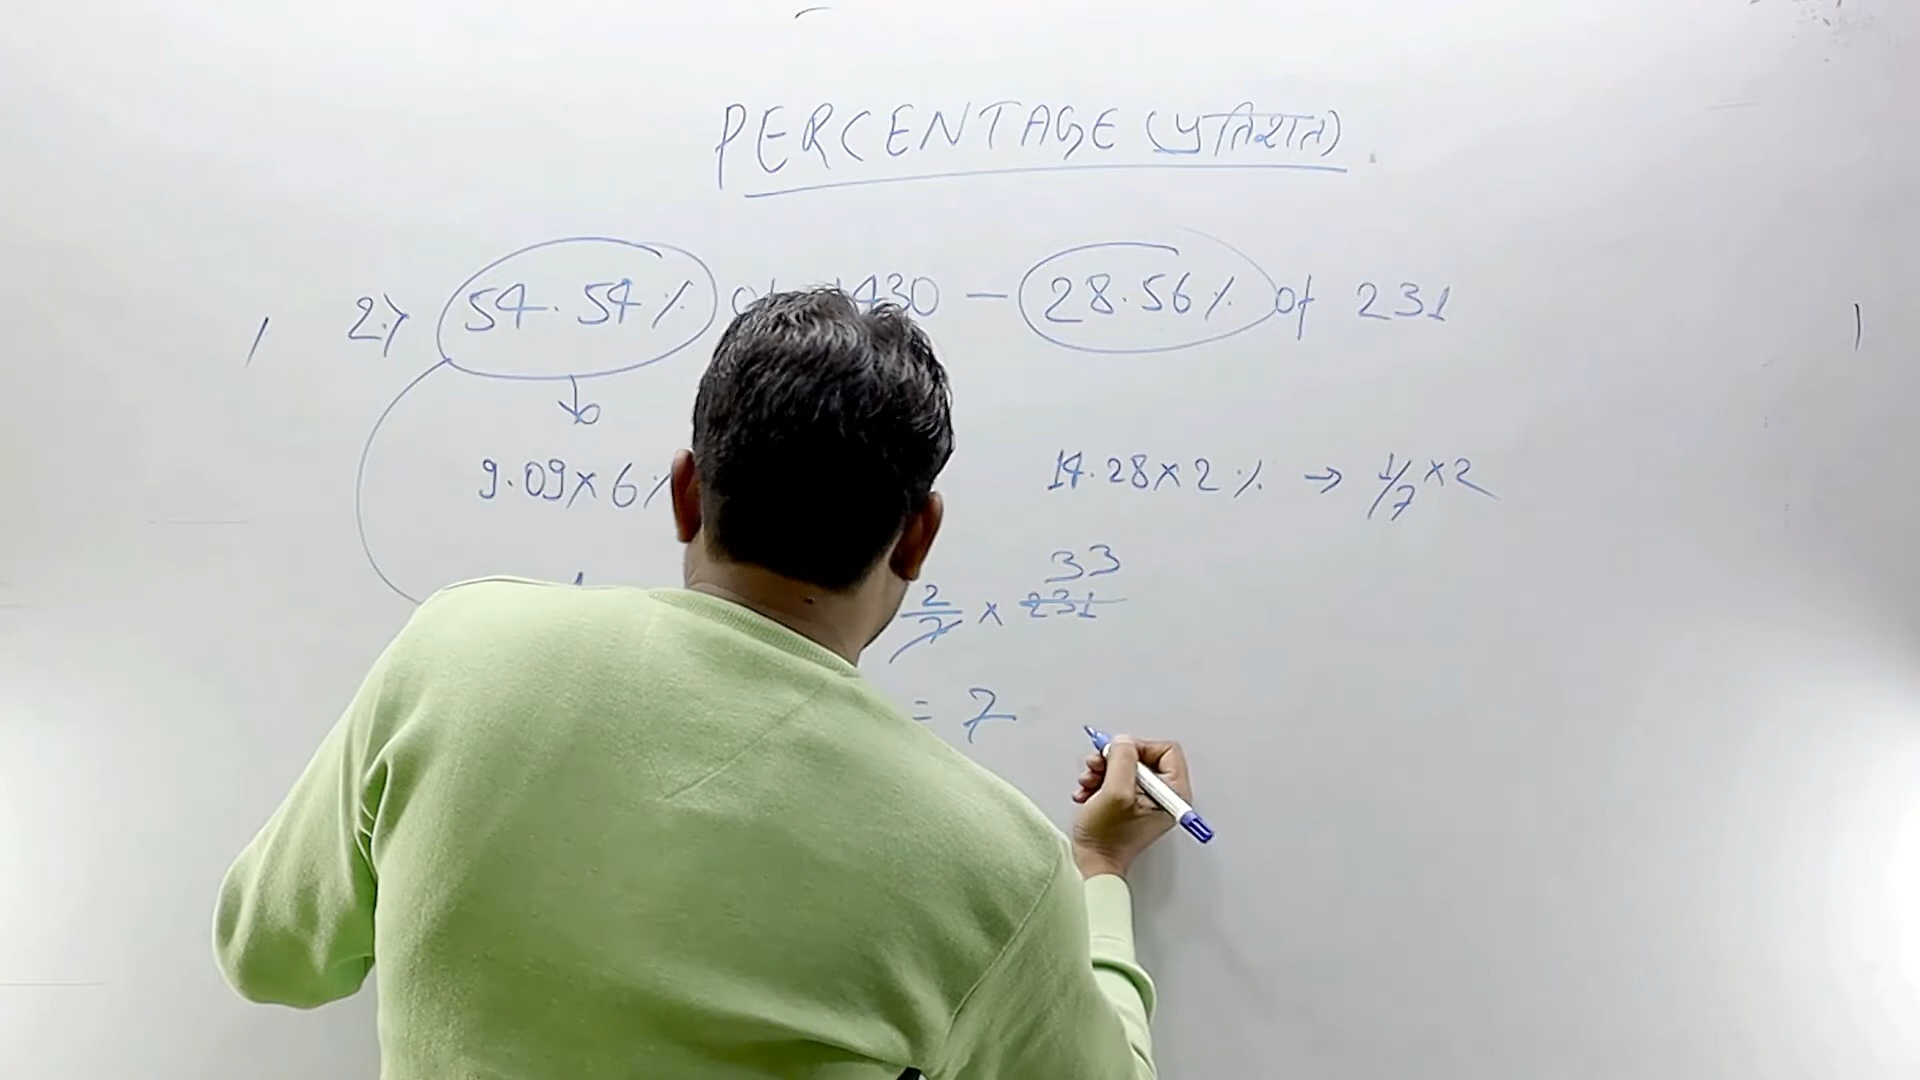 PERCENTAGE (प्रतिशत)
2.) 54.54% of 1430 — 28.56% of 231
9.09×6%
14.28×2% → 1/7×2
33
2/7 × 231
= 7